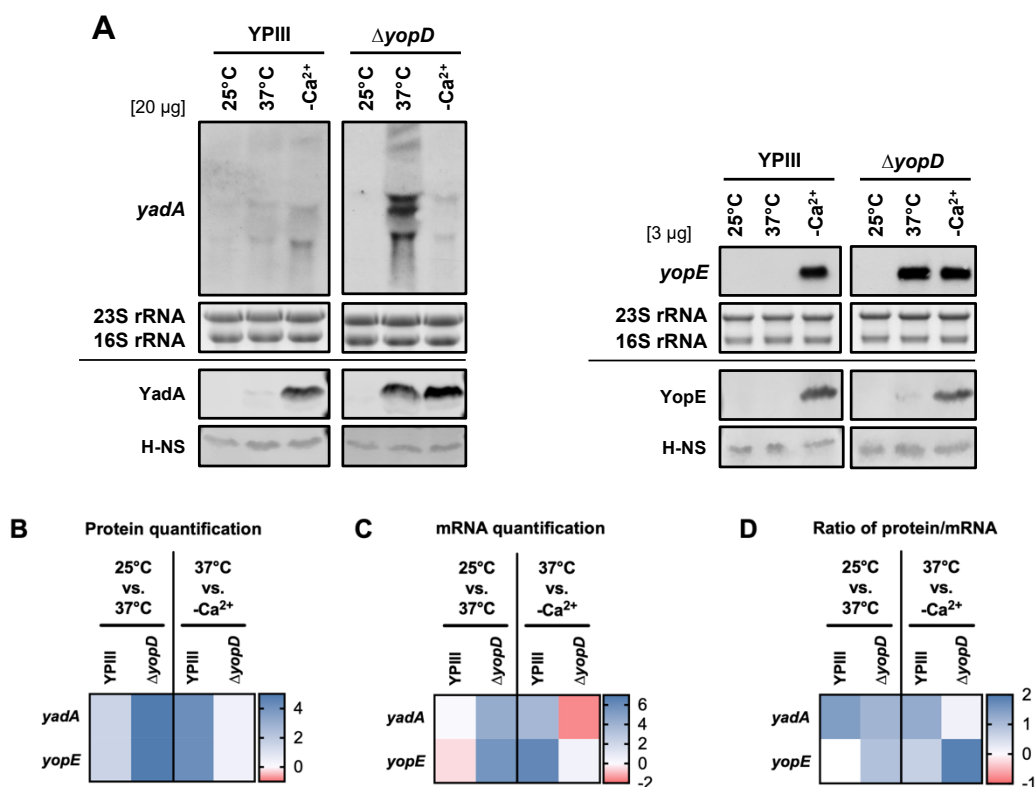 A
YPIII ΔyopD
25°C 37°C -Ca²⁺ 25°C 37°C -Ca²⁺
[20 µg]
yadA
23S rRNA
16S rRNA
YadA
H-NS
YPIII ΔyopD
25°C 37°C -Ca²⁺ 25°C 37°C -Ca²⁺
[3 µg]
yopE
23S rRNA
16S rRNA
YopE
H-NS
B Protein quantification
25°C 37°C
vs. vs.
37°C -Ca²⁺
YPIII ΔyopD YPIII ΔyopD
yadA
yopE
4
2
0
C mRNA quantification
25°C 37°C
vs. vs.
37°C -Ca²⁺
YPIII ΔyopD YPIII ΔyopD
yadA
yopE
6
4
2
0
-2
D Ratio of protein/mRNA
25°C 37°C
vs. vs.
37°C -Ca²⁺
YPIII ΔyopD YPIII ΔyopD
yadA
yopE
2
1
0
-1